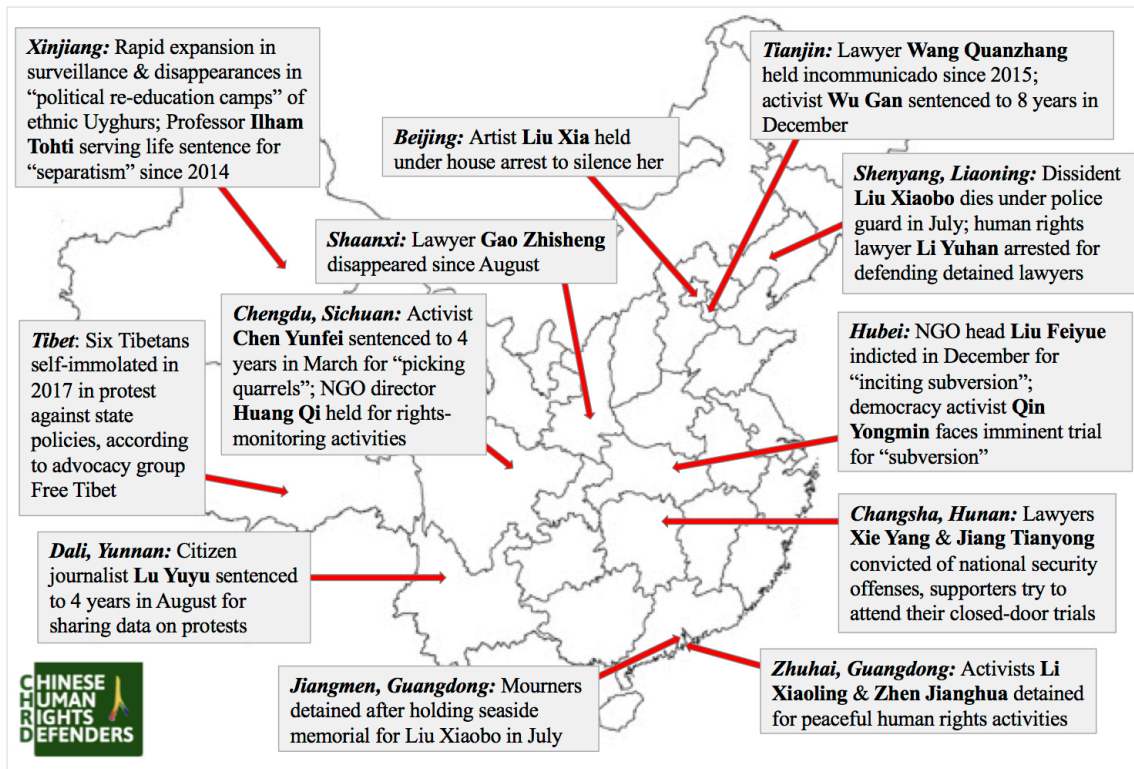 Xinjiang: Rapid expansion in
surveillance & disappearances in
“political re-education camps” of
ethnic Uyghurs; Professor Ilham
Tohti serving life sentence for
“separatism” since 2014
Tianjin: Lawyer Wang Quanzhang
held incommunicado since 2015;
activist Wu Gan sentenced to 8 years in
December
Beijing: Artist Liu Xia held
under house arrest to silence her
Shenyang, Liaoning: Dissident
Liu Xiaobo dies under police
guard in July; human rights
lawyer Li Yuhan arrested for
defending detained lawyers
Shaanxi: Lawyer Gao Zhisheng
disappeared since August
Chengdu, Sichuan: Activist
Chen Yunfei sentenced to 4
years in March for “picking
quarrels”; NGO director
Huang Qi held for rights-
monitoring activities
Tibet: Six Tibetans
self-immolated in
2017 in protest
against state
policies, according
to advocacy group
Free Tibet
Hubei: NGO head Liu Feiyue
indicted in December for
“inciting subversion”;
democracy activist Qin
Yongmin faces imminent trial
for “subversion”
Changsha, Hunan: Lawyers
Xie Yang & Jiang Tianyong
convicted of national security
offenses, supporters try to
attend their closed-door trials
Dali, Yunnan: Citizen
journalist Lu Yuyu sentenced
to 4 years in August for
sharing data on protests
Jiangmen, Guangdong: Mourners
detained after holding seaside
memorial for Liu Xiaobo in July
Zhuhai, Guangdong: Activists Li
Xiaoling & Zhen Jianghua detained
for peaceful human rights activities
CHINESE
HUMAN
RIGHTS
DEFENDERS